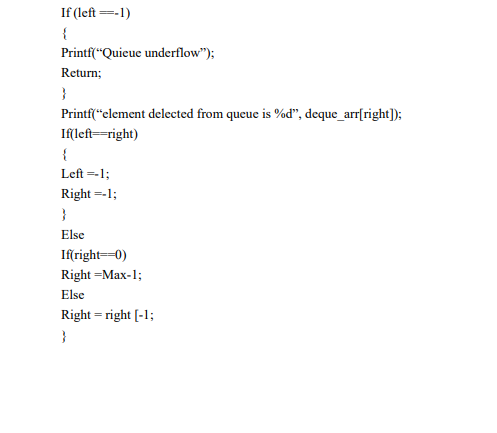 If (left ==-1)
{
Printf(“Quieue underflow”);
Return;
}
Printf(“element delected from queue is %d”, deque_arr[right]);
If(left==right)
{
Left =-1;
Right =-1;
}
Else
If(right==0)
Right =Max-1;
Else
Right = right [-1;
}